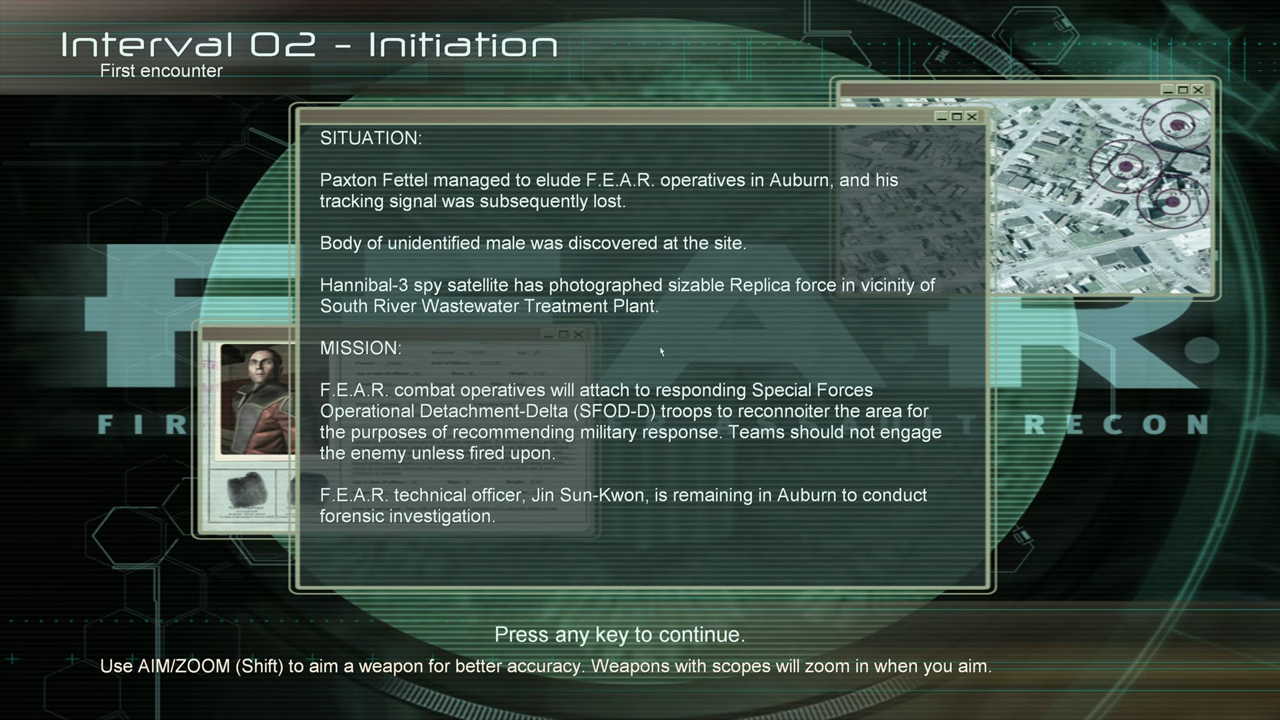 Interval 02 - Initiation
First encounter
SITUATION:
Paxton Fettel managed to elude F.E.A.R. operatives in Auburn, and his
tracking signal was subsequently lost.
Body of unidentified male was discovered at the site.
Hannibal-3 spy satellite has photographed sizable Replica force in vicinity of
South River Wastewater Treatment Plant.
MISSION:
F.E.A.R. combat operatives will attach to responding Special Forces
Operational Detachment-Delta (SFOD-D) troops to reconnoiter the area for
the purposes of recommending military response. Teams should not engage
the enemy unless fired upon.
F.E.A.R. technical officer, Jin Sun-Kwon, is remaining in Auburn to conduct
forensic investigation.
F.E.A.R.
FIR T RECON
Press any key to continue.
Use AIM/ZOOM (Shift) to aim a weapon for better accuracy. Weapons with scopes will zoom in when you aim.